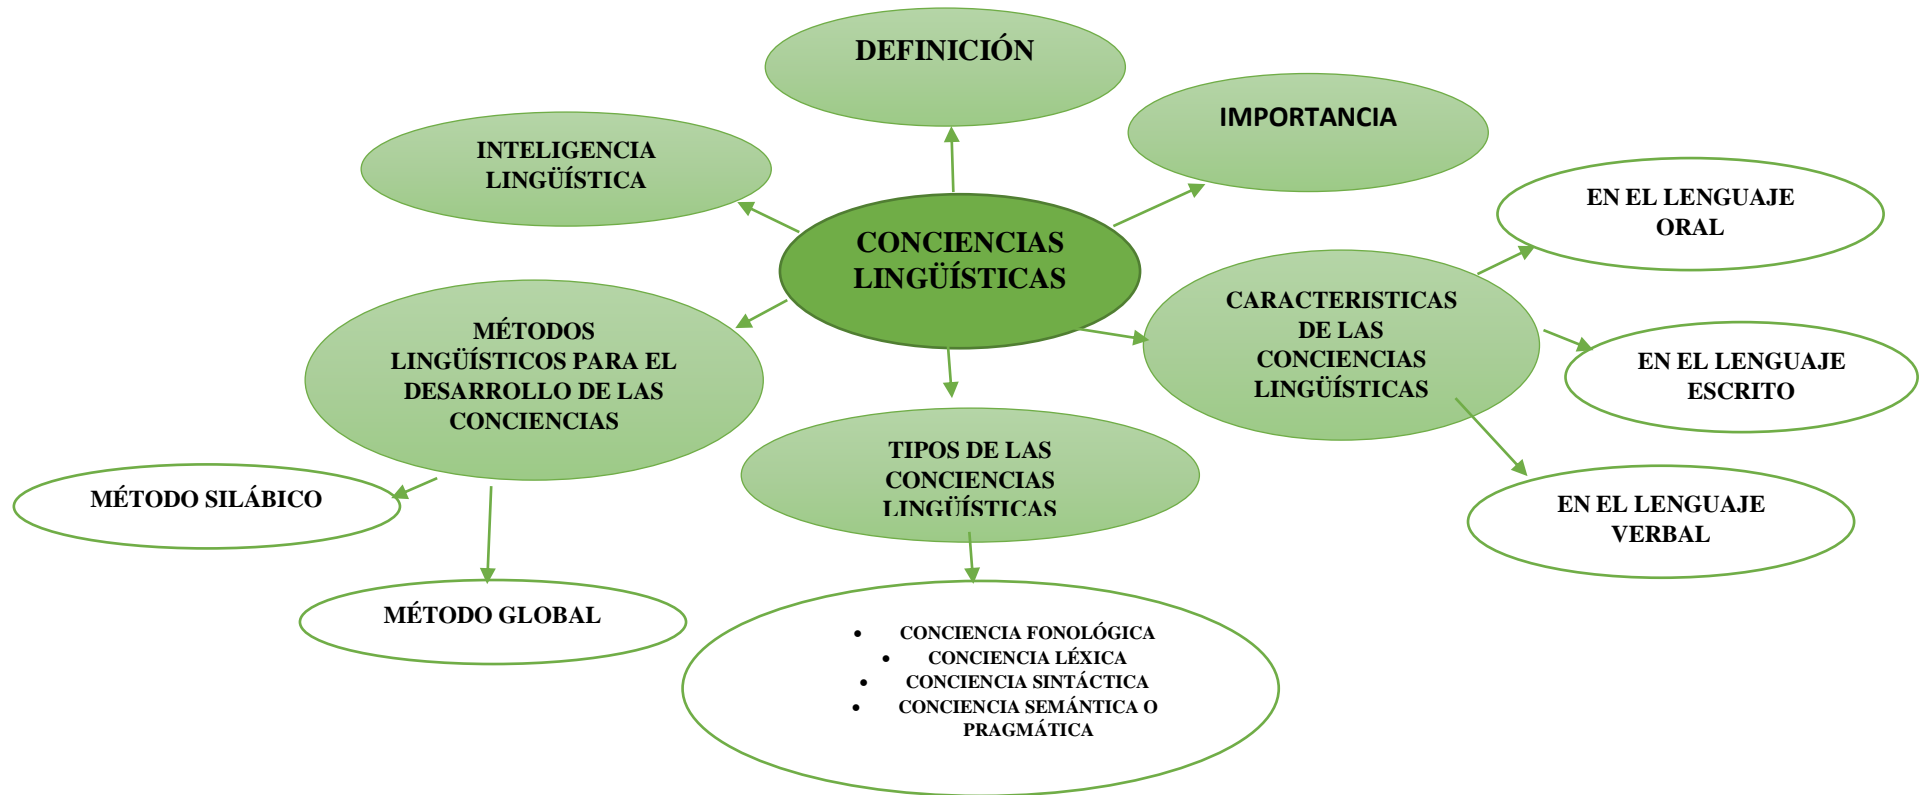 DEFINICIÓN
IMPORTANCIA
INTELIGENCIA
LINGÜÍSTICA
EN EL LENGUAJE
ORAL
CONCIENCIAS
LINGÜÍSTICAS
CARACTERISTICAS
DE LAS
CONCIENCIAS
LINGÜÍSTICAS
MÉTODOS
LINGÜÍSTICOS PARA EL
DESARROLLO DE LAS
CONCIENCIAS
EN EL LENGUAJE
ESCRITO
TIPOS DE LAS
CONCIENCIAS
LINGÜÍSTICAS
MÉTODO SILÁBICO
EN EL LENGUAJE
VERBAL
MÉTODO GLOBAL
• CONCIENCIA FONOLÓGICA
• CONCIENCIA LÉXICA
• CONCIENCIA SINTÁCTICA
• CONCIENCIA SEMÁNTICA O
PRAGMÁTICA